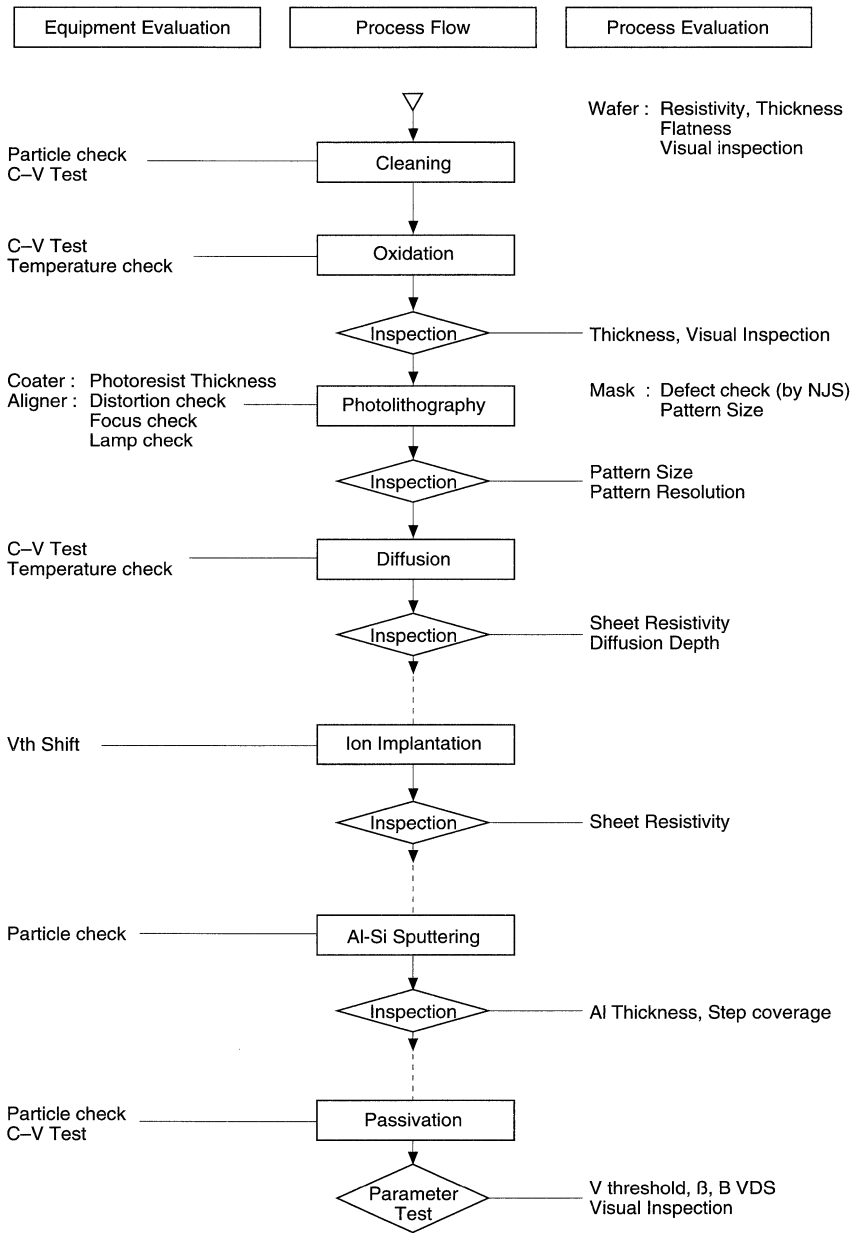 Equipment Evaluation
Process Flow
Process Evaluation
Wafer : Resistivity, Thickness
Flatness
Visual inspection
Particle check
C–V Test
Cleaning
C–V Test
Temperature check
Oxidation
Inspection
Thickness, Visual Inspection
Coater : Photoresist Thickness
Aligner : Distortion check
Focus check
Lamp check
Photolithography
Mask : Defect check (by NJS)
Pattern Size
Inspection
Pattern Size
Pattern Resolution
C–V Test
Temperature check
Diffusion
Inspection
Sheet Resistivity
Diffusion Depth
Vth Shift
Ion Implantation
Inspection
Sheet Resistivity
Particle check
Al-Si Sputtering
Inspection
Al Thickness, Step coverage
Particle check
C–V Test
Passivation
Parameter
Test
V threshold, ß, B VDS
Visual Inspection